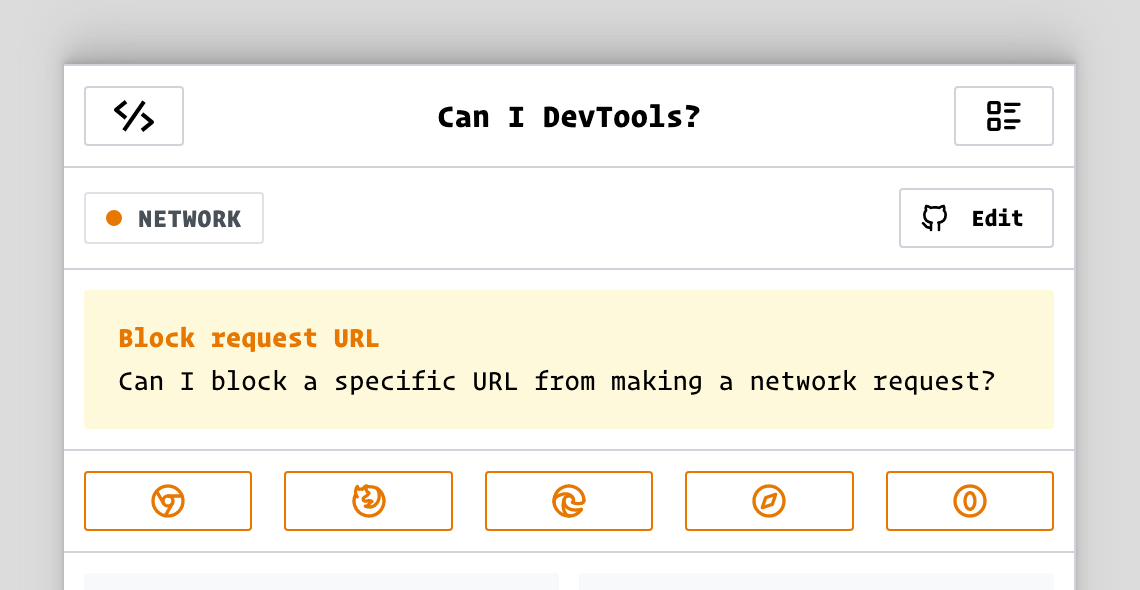 Can I DevTools?
NETWORK
Edit
Block request URL
Can I block a specific URL from making a network request?